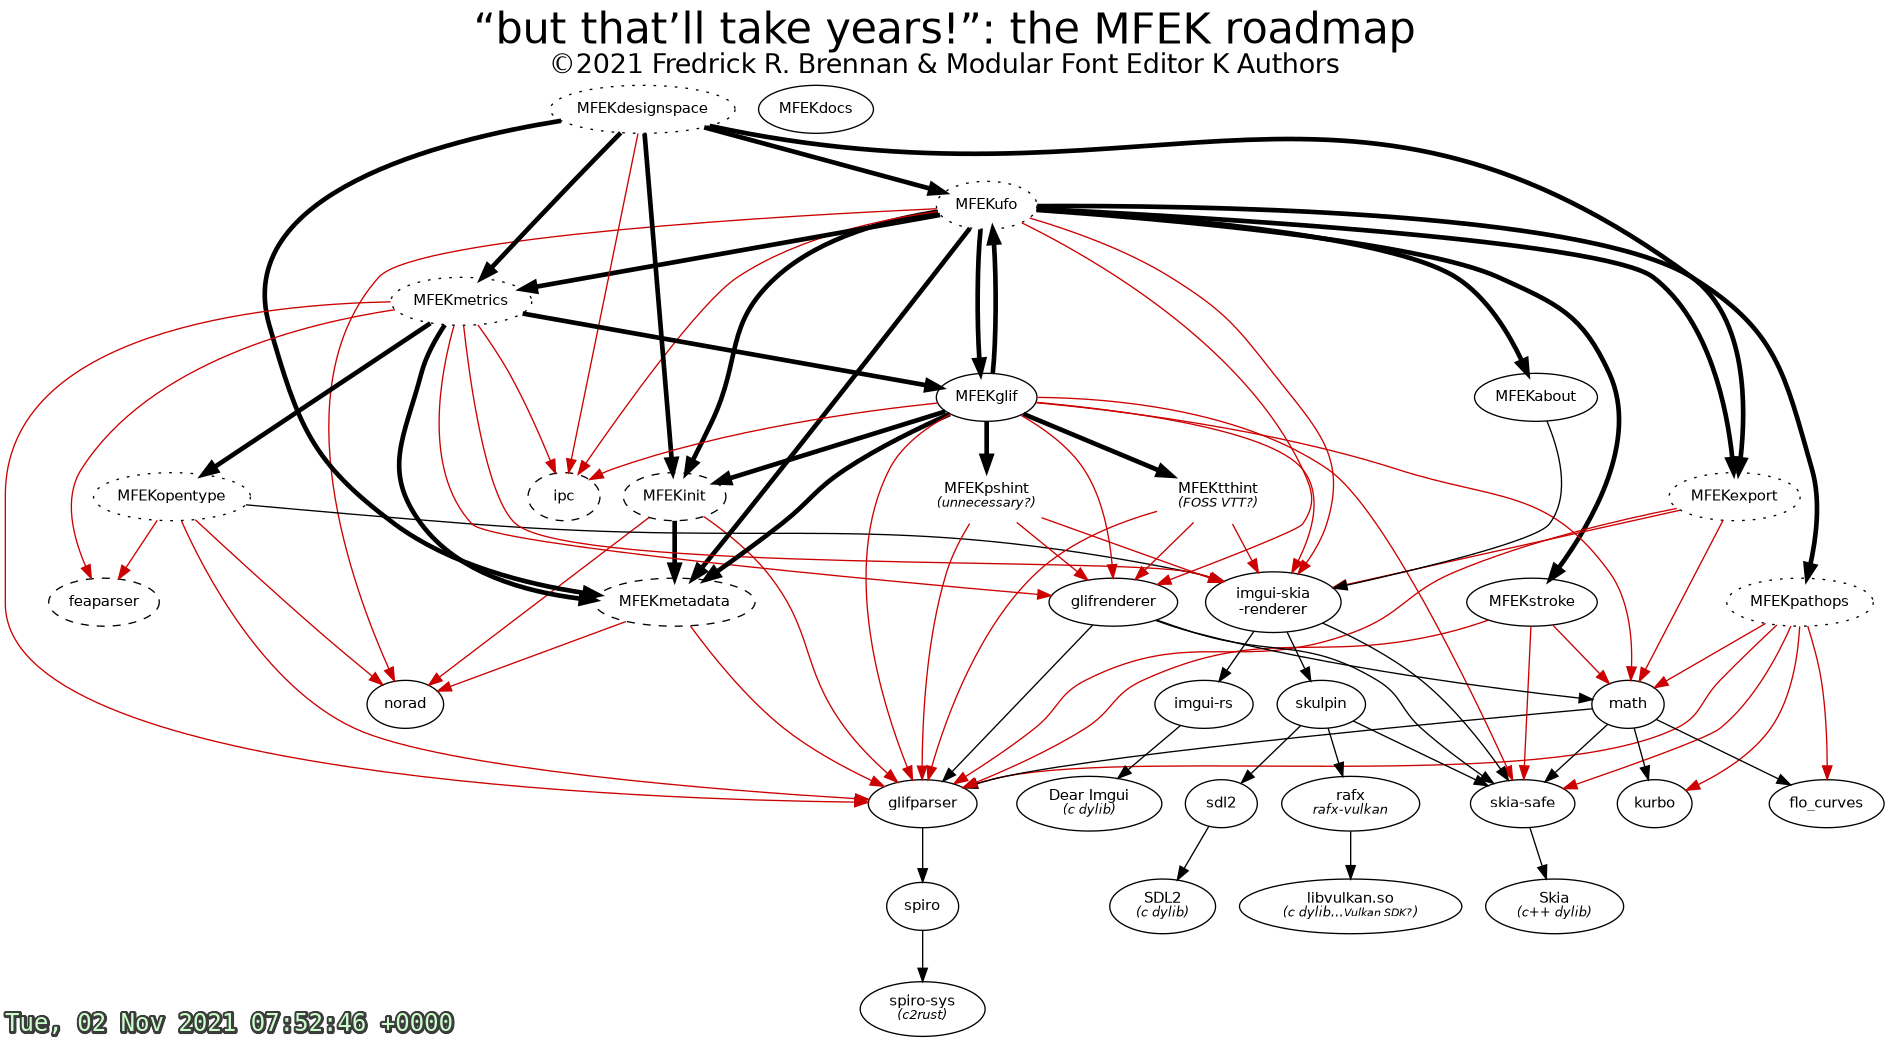 “but that’ll take years!”: the MFEK roadmap
©2021 Fredrick R. Brennan & Modular Font Editor K Authors
MFEKdesignspace
MFEKdocs
MFEKufo
MFEKmetrics
MFEKglif
MFEKabout
MFEKopentype
ipc
MFEKinit
MFEKpshint
(unnecessary?)
MFEKtthint
(FOSS VTT?)
MFEKexport
feaparser
MFEKmetadata
glifrenderer
imgui-skia
-renderer
MFEKstroke
MFEKpathops
norad
imgui-rs
skulpin
math
glifparser
Dear Imgui
(c dylib)
sdl2
rafx
rafx-vulkan
skia-safe
kurbo
flo_curves
spiro
SDL2
(c dylib)
libvulkan.so
(c dylib...Vulkan SDK?)
Skia
(c++ dylib)
spiro-sys
(c2rust)
Tue, 02 Nov 2021 07:52:46 +0000